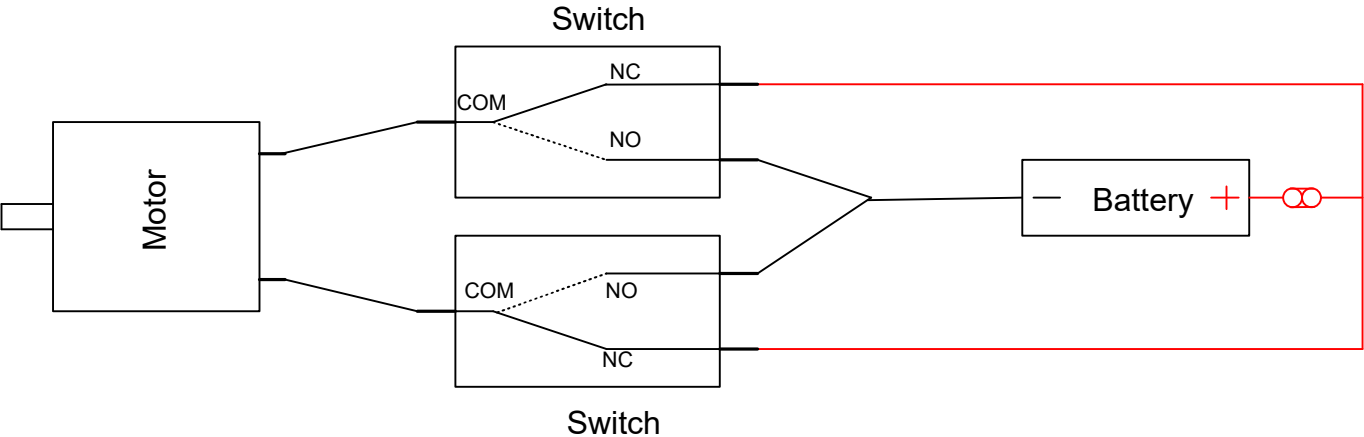 Switch
NC
COM
NO
Motor
— Battery +
COM
NO
NC
Switch